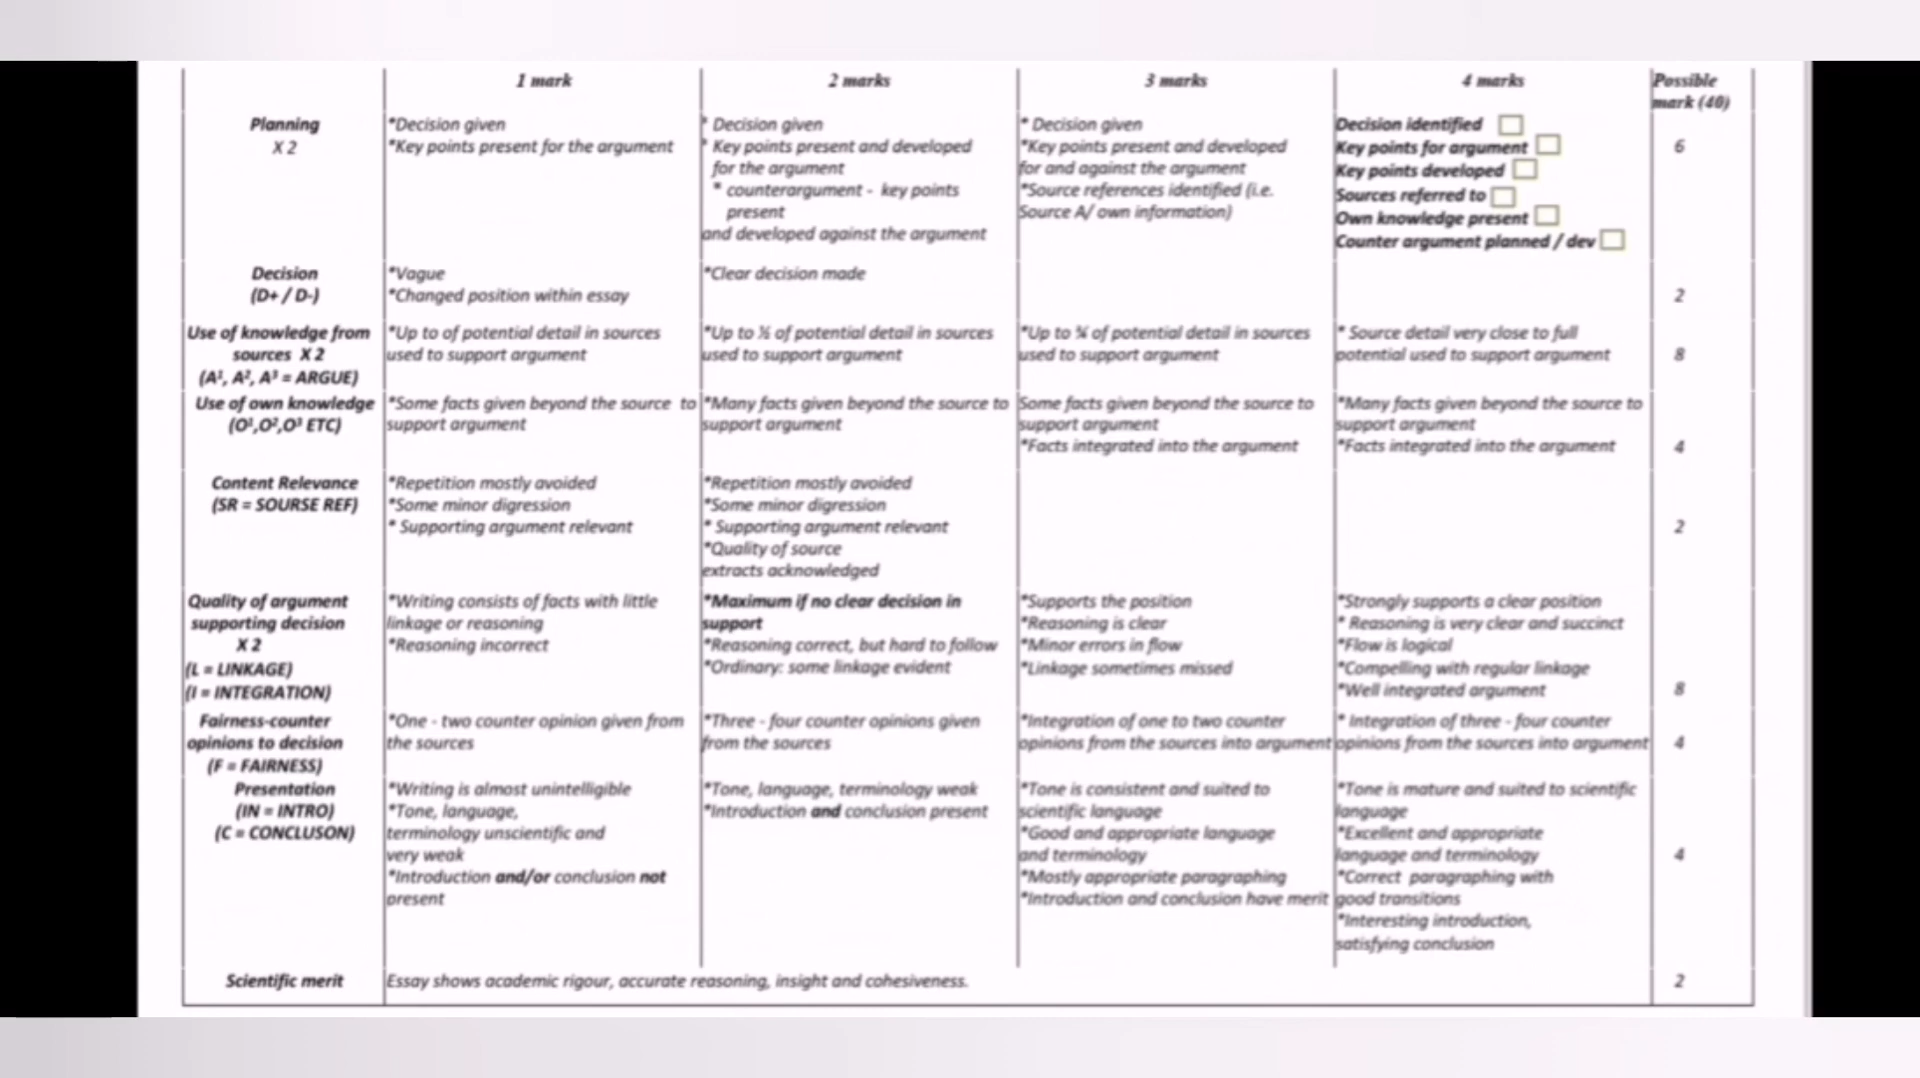 1 mark 2 marks 3 marks 4 marks Possible
mark (40)
Planning
X 2
*Decision given
*Key points present for the argument
* Decision given
* Key points present and developed
for the argument
* counterargument - key points
present
and developed against the argument
* Decision given
*Key points present and developed
for and against the argument
*Source references identified (i.e.
Source A/ own information)
Decision identified
Key points for argument
Key points developed
Sources referred to
Own knowledge present
Counter argument planned / dev
6
Decision
(D+ / D-)
*Vague
*Changed position within essay
*Clear decision made
2
Use of knowledge from
sources X 2
(A¹, A², A³ = ARGUE)
*Up to of potential detail in sources
used to support argument
*Up to ½ of potential detail in sources
used to support argument
*Up to ¾ of potential detail in sources
used to support argument
* Source detail very close to full
potential used to support argument
8
Use of own knowledge
(O¹,O²,O³ ETC)
*Some facts given beyond the source to
support argument
*Many facts given beyond the source to
support argument
Some facts given beyond the source to
support argument
*Facts integrated into the argument
*Many facts given beyond the source to
support argument
*Facts integrated into the argument
4
Content Relevance
(SR = SOURSE REF)
*Repetition mostly avoided
*Some minor digression
* Supporting argument relevant
*Repetition mostly avoided
*Some minor digression
* Supporting argument relevant
*Quality of source
extracts acknowledged
2
Quality of argument
supporting decision
X 2
(L = LINKAGE)
(I = INTEGRATION)
*Writing consists of facts with little
linkage or reasoning
*Reasoning incorrect
*Maximum if no clear decision in
support
*Reasoning correct, but hard to follow
*Ordinary: some linkage evident
*Supports the position
*Reasoning is clear
*Minor errors in flow
*Linkage sometimes missed
*Strongly supports a clear position
* Reasoning is very clear and succinct
*Flow is logical
*Compelling with regular linkage
*Well integrated argument
8
Fairness-counter
opinions to decision
(F = FAIRNESS)
*One - two counter opinion given from
the sources
*Three - four counter opinions given
from the sources
*Integration of one to two counter
opinions from the sources into argument
* Integration of three - four counter
opinions from the sources into argument
4
Presentation
(IN = INTRO)
(C = CONCLUSON)
*Writing is almost unintelligible
*Tone, language,
terminology unscientific and
very weak
*Introduction and/or conclusion not
present
*Tone, language, terminology weak
*Introduction and conclusion present
*Tone is consistent and suited to
scientific language
*Good and appropriate language
and terminology
*Mostly appropriate paragraphing
*Introduction and conclusion have merit
*Tone is mature and suited to scientific
language
*Excellent and appropriate
language and terminology
*Correct paragraphing with
good transitions
*Interesting introduction,
satisfying conclusion
4
Scientific merit
Essay shows academic rigour, accurate reasoning, insight and cohesiveness.
2